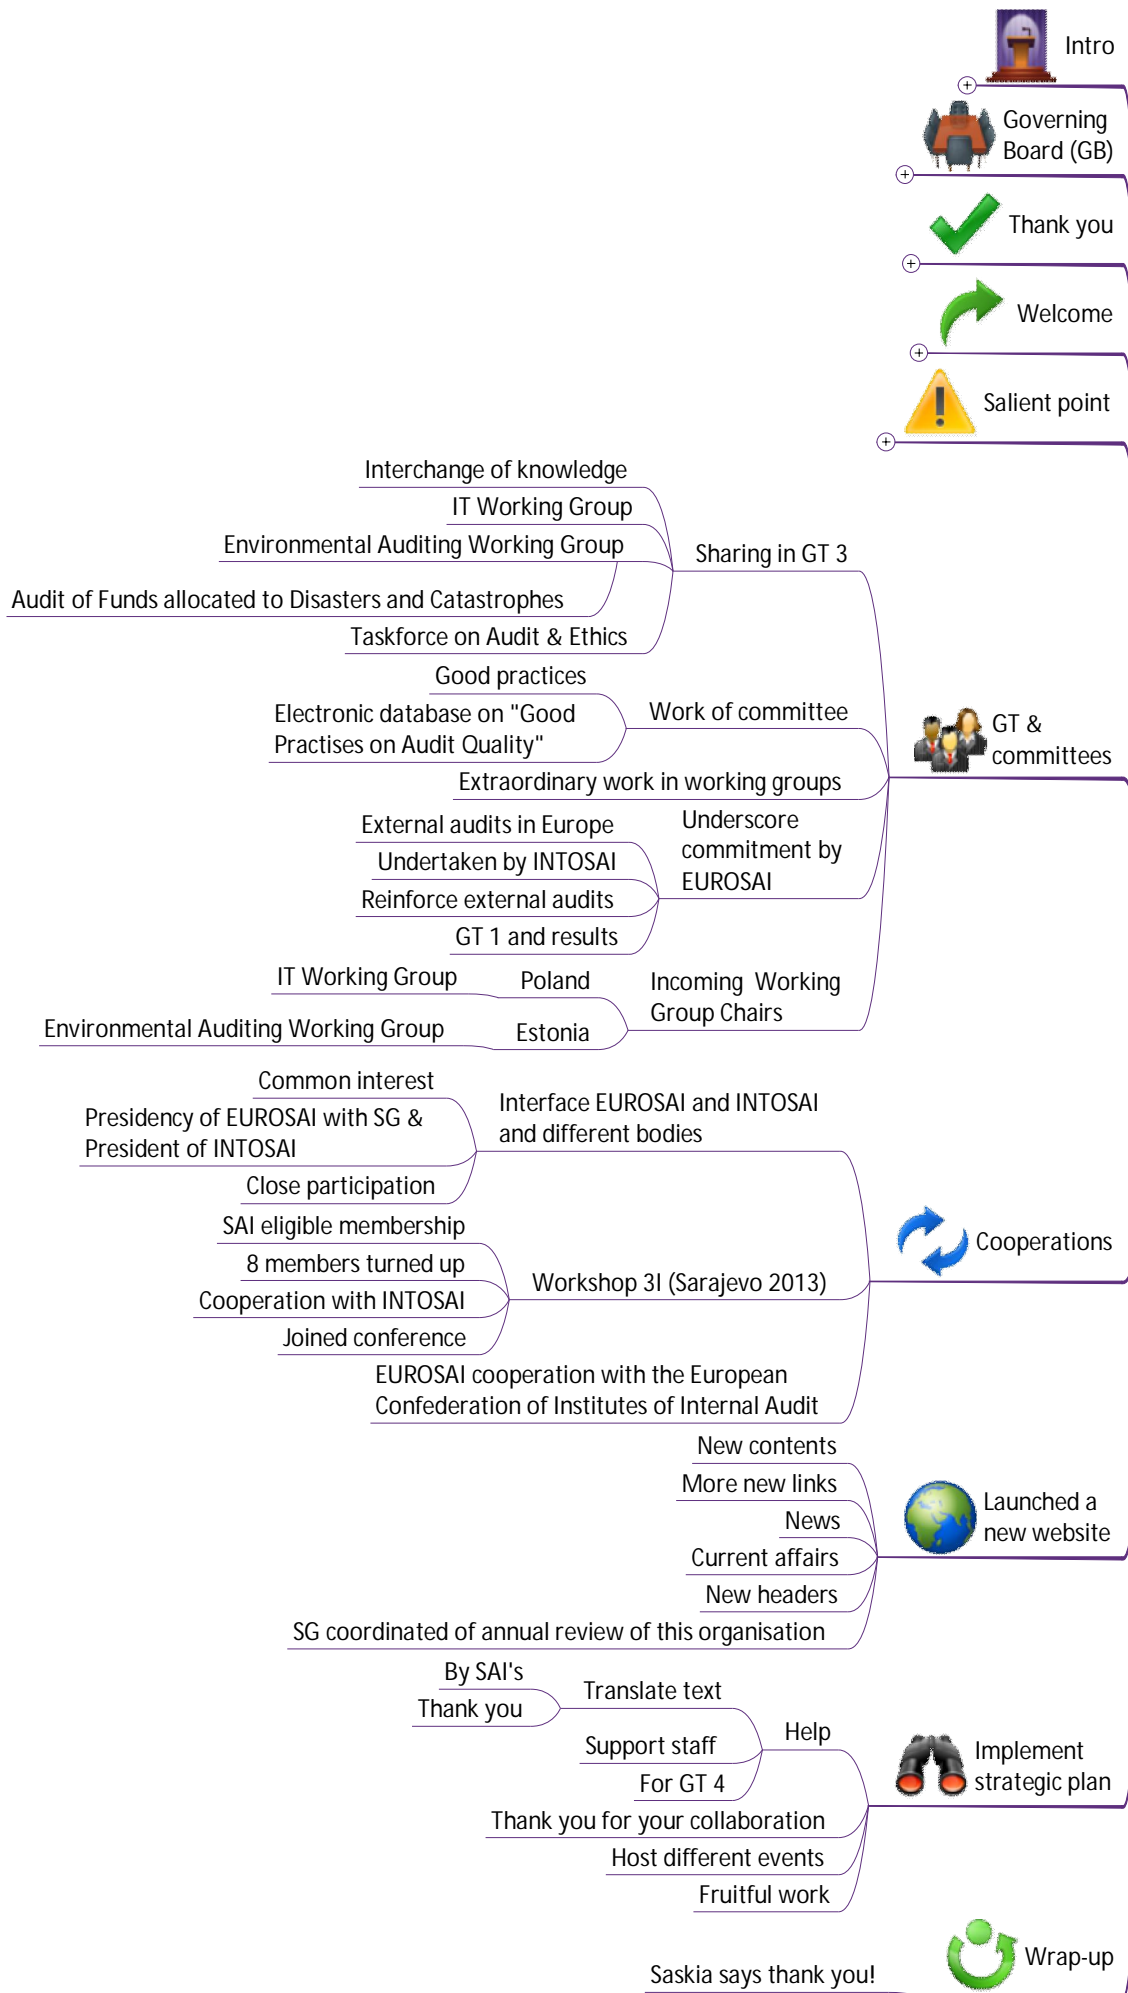 Intro
Governing
Board (GB)
Thank you
Welcome
Salient point
GT &
committees
Sharing in GT 3
Interchange of knowledge
IT Working Group
Environmental Auditing Working Group
Audit of Funds allocated to Disasters and Catastrophes
Taskforce on Audit & Ethics
Work of committee
Good practices
Electronic database on "Good
Practises on Audit Quality"
Extraordinary work in working groups
Underscore
commitment by
EUROSAI
External audits in Europe
Undertaken by INTOSAI
Reinforce external audits
GT 1 and results
Incoming Working
Group Chairs
Poland
IT Working Group
Estonia
Environmental Auditing Working Group
Cooperations
Interface EUROSAI and INTOSAI
and different bodies
Common interest
Presidency of EUROSAI with SG &
President of INTOSAI
Close participation
Workshop 3I (Sarajevo 2013)
SAI eligible membership
8 members turned up
Cooperation with INTOSAI
Joined conference
EUROSAI cooperation with the European
Confederation of Institutes of Internal Audit
Launched a
new website
New contents
More new links
News
Current affairs
New headers
SG coordinated of annual review of this organisation
Implement
strategic plan
Help
Translate text
By SAI's
Thank you
Support staff
For GT 4
Thank you for your collaboration
Host different events
Fruitful work
Wrap-up
Saskia says thank you!